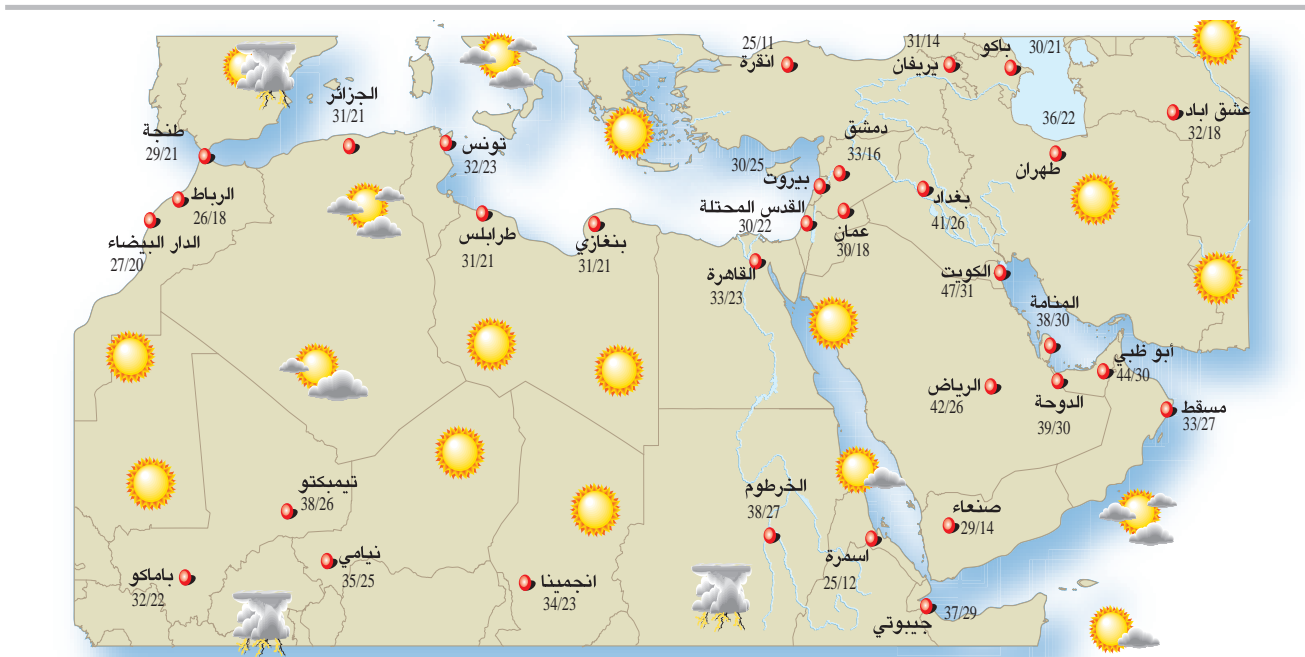 25/11
انقرة
31/14
يريفان
باكو
30/21
36/22
طهران
عشق اباد
32/18
الجزائر
31/21
طنجة
29/21
تونس
32/23
الرباط
26/18
الدار البيضاء
27/20
طرابلس
31/21
بنغازي
31/21
دمشق
33/16
30/25
بيروت
القدس المحتلة
30/22
عمان
30/18
بغداد
41/26
القاهرة
33/23
الكويت
47/31
المنامة
38/30
أبو ظبي
44/30
الرياض
42/26
الدوحة
39/30
مسقط
33/27
تيمبكتو
38/26
الخرطوم
38/27
صنعاء
29/14
اسمرة
25/12
نيامي
35/25
باماكو
32/22
انجمينا
34/23
37/29
جيبوتي